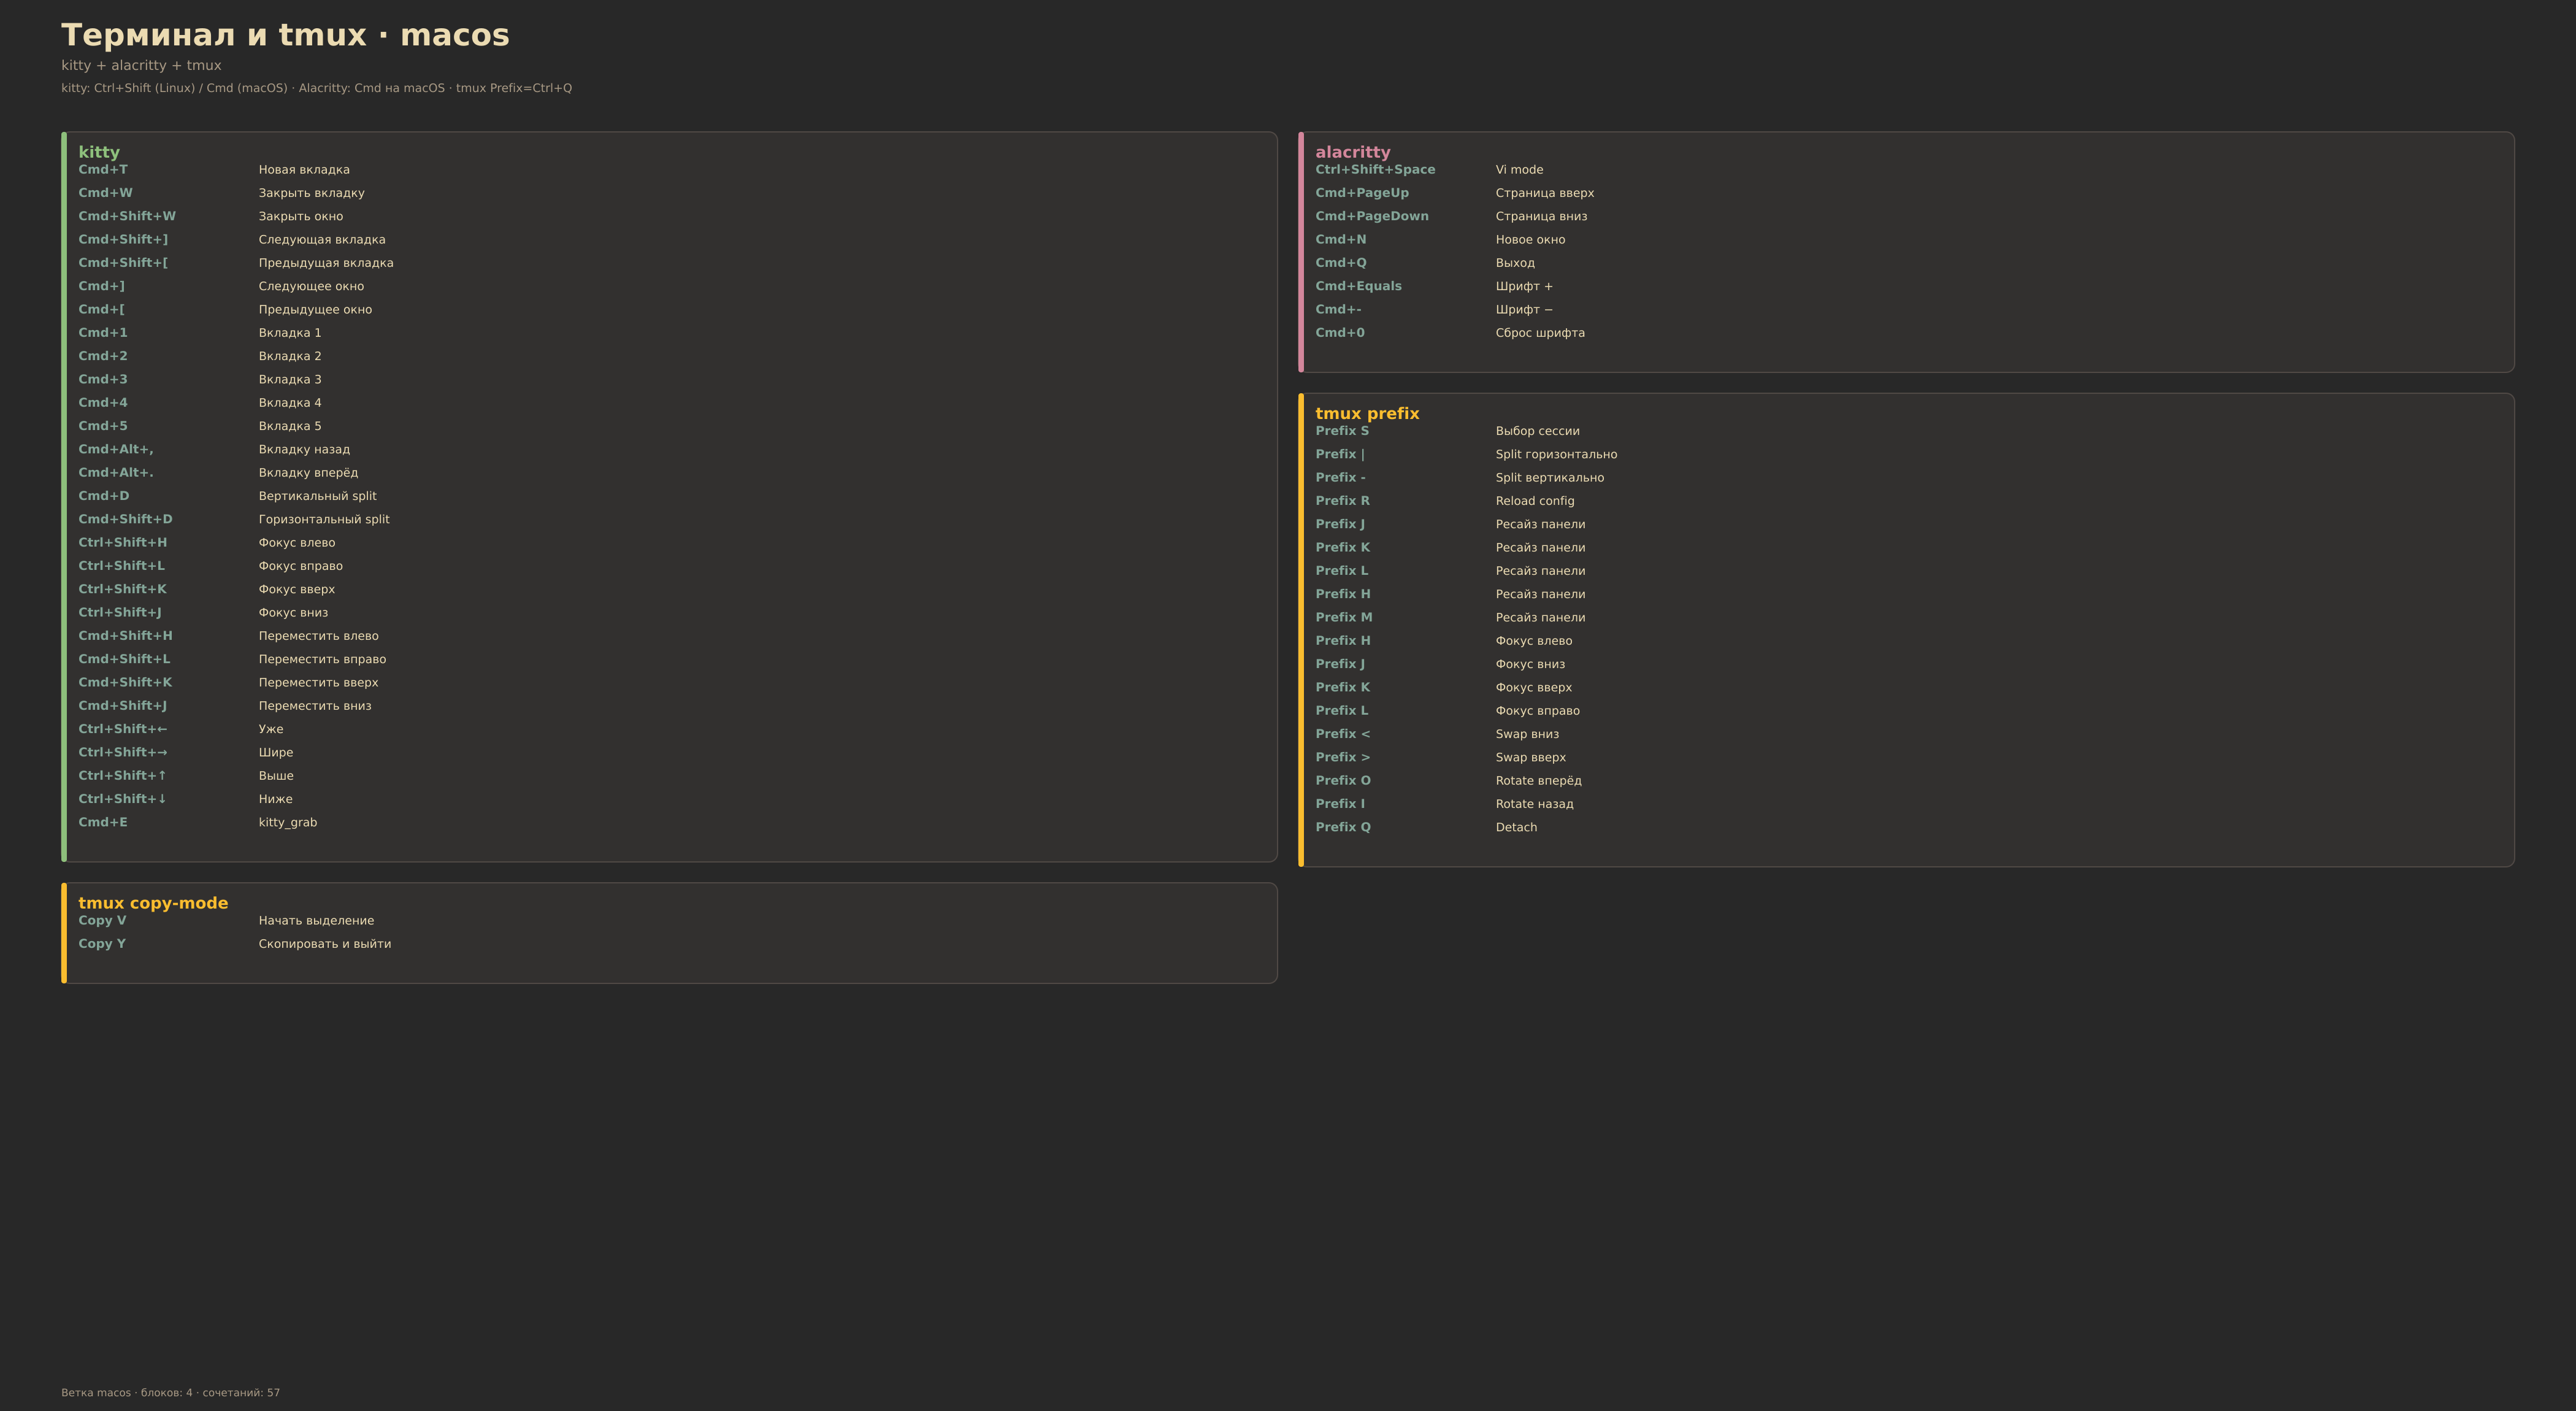 Терминал и tmux · macos
kitty + alacritty + tmux
kitty: Ctrl+Shift (Linux) / Cmd (macOS) · Alacritty: Cmd на macOS · tmux Prefix=Ctrl+Q
kitty
Cmd+T Новая вкладка
Cmd+W Закрыть вкладку
Cmd+Shift+W Закрыть окно
Cmd+Shift+] Следующая вкладка
Cmd+Shift+[ Предыдущая вкладка
Cmd+] Следующее окно
Cmd+[ Предыдущее окно
Cmd+1 Вкладка 1
Cmd+2 Вкладка 2
Cmd+3 Вкладка 3
Cmd+4 Вкладка 4
Cmd+5 Вкладка 5
Cmd+Alt+, Вкладку назад
Cmd+Alt+. Вкладку вперёд
Cmd+D Вертикальный split
Cmd+Shift+D Горизонтальный split
Ctrl+Shift+H Фокус влево
Ctrl+Shift+L Фокус вправо
Ctrl+Shift+K Фокус вверх
Ctrl+Shift+J Фокус вниз
Cmd+Shift+H Переместить влево
Cmd+Shift+L Переместить вправо
Cmd+Shift+K Переместить вверх
Cmd+Shift+J Переместить вниз
Ctrl+Shift+← Уже
Ctrl+Shift+→ Шире
Ctrl+Shift+↑ Выше
Ctrl+Shift+↓ Ниже
Cmd+E kitty_grab
alacritty
Ctrl+Shift+Space Vi mode
Cmd+PageUp Страница вверх
Cmd+PageDown Страница вниз
Cmd+N Новое окно
Cmd+Q Выход
Cmd+Equals Шрифт +
Cmd+- Шрифт −
Cmd+0 Сброс шрифта
tmux prefix
Prefix S Выбор сессии
Prefix | Split горизонтально
Prefix - Split вертикально
Prefix R Reload config
Prefix J Ресайз панели
Prefix K Ресайз панели
Prefix L Ресайз панели
Prefix H Ресайз панели
Prefix M Ресайз панели
Prefix H Фокус влево
Prefix J Фокус вниз
Prefix K Фокус вверх
Prefix L Фокус вправо
Prefix < Swap вниз
Prefix > Swap вверх
Prefix O Rotate вперёд
Prefix I Rotate назад
Prefix Q Detach
tmux copy-mode
Copy V Начать выделение
Copy Y Скопировать и выйти
Ветка macos · блоков: 4 · сочетаний: 57